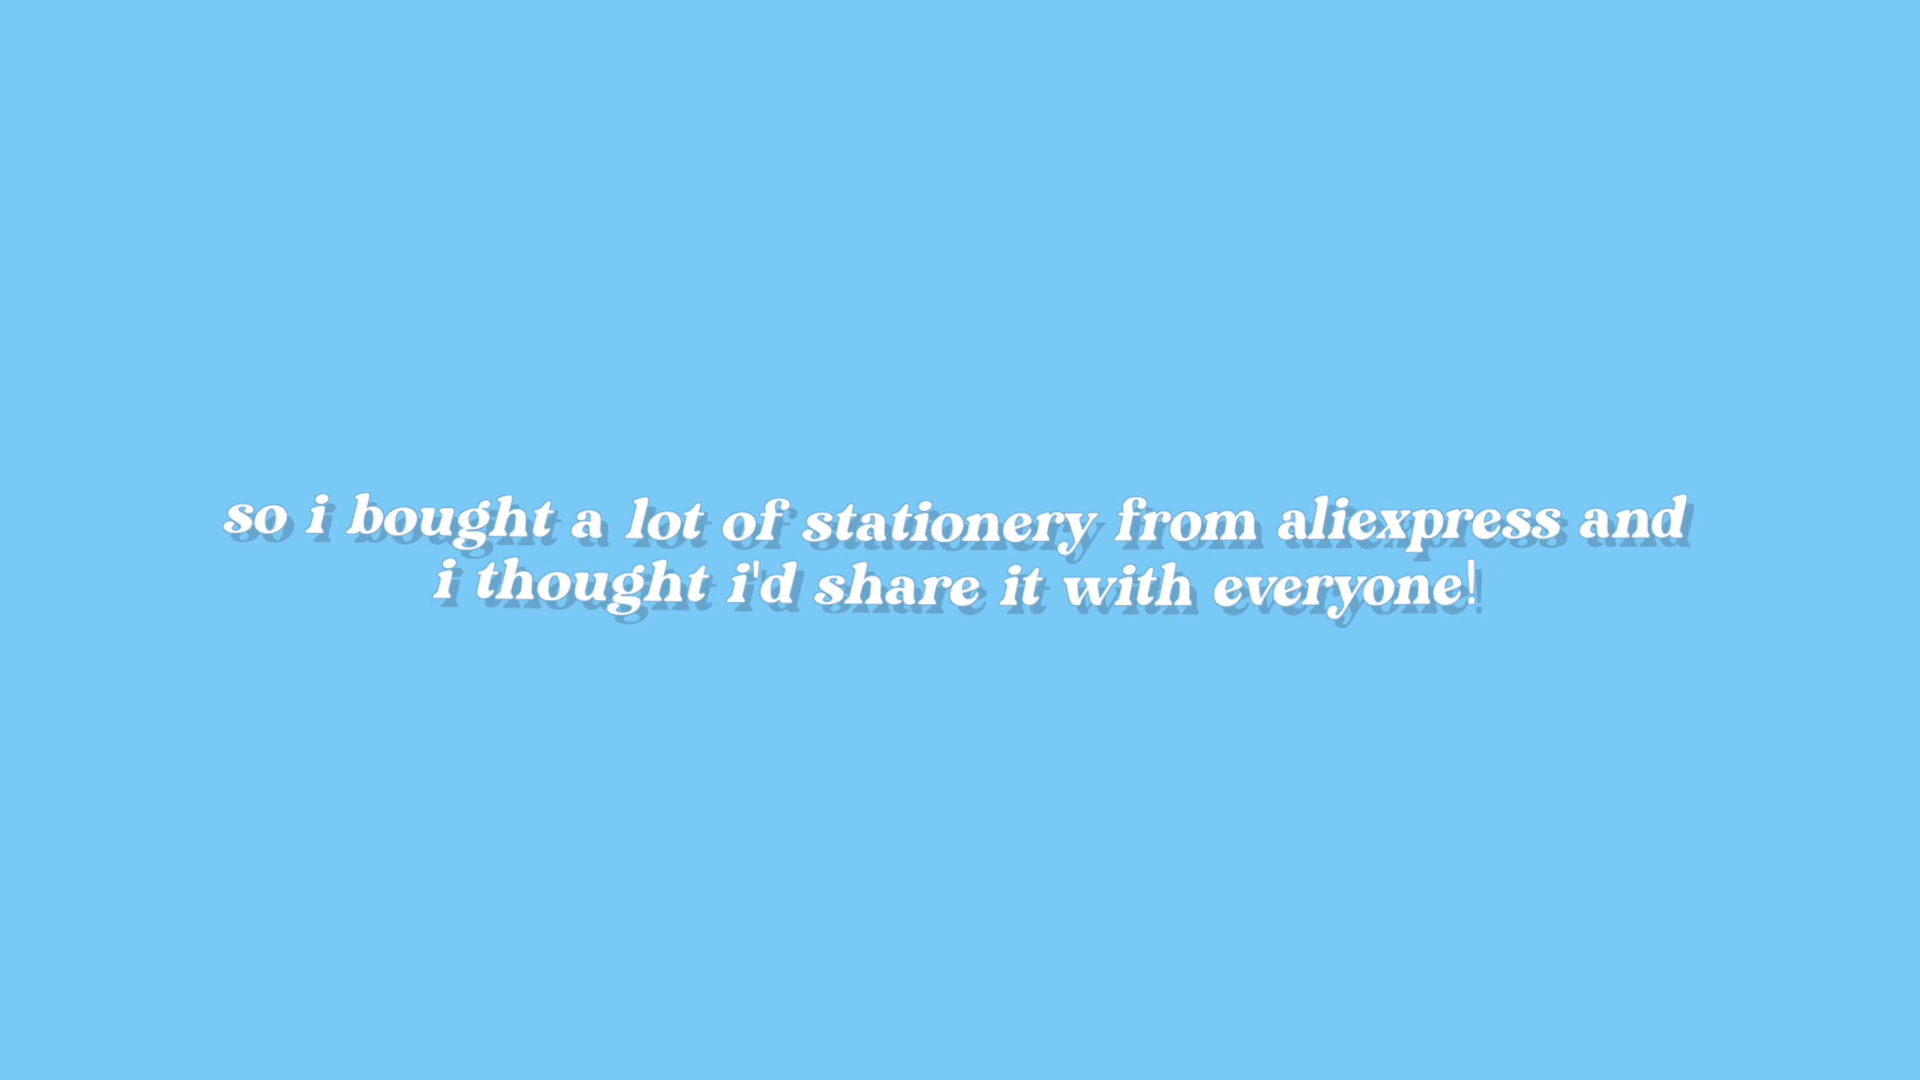 so i bought a lot of stationery from aliexpress and
i thought i'd share it with everyone!